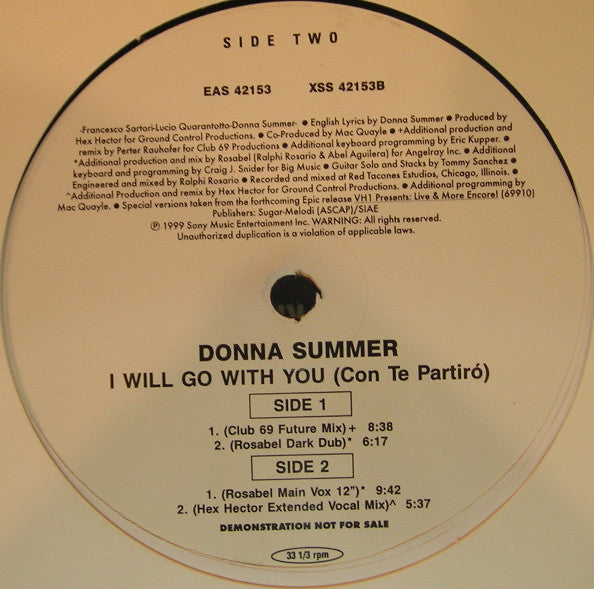 SIDE TWO
EAS 42153 XSS 42153B
-Francesco Sartori-Lucio Quarantotto-Donna Summer- ● English Lyrics by Donna Summer ● Produced by
Hex Hector for Ground Control Productions. ● Co-Produced by Mac Quayle ● +Additional production and
remix by Perter Rauhofer for Club 69 Productions ● Additional keyboard programming by Eric Kupper. ●
*Additional production and mix by Rosabel (Ralphi Rosario & Abel Aguilera) for Angelroy Inc. ● Additional
keyboard and programming by Craig J. Snider for Big Music ● Guitar Solo and Stacks by Tommy Sanchez ●
Engineered and mixed by Ralphi Rosario ● Recorded and mixed at Red Tacones Estudios, Chicago, Illinois. ●
^Additional Production and remix by Hex Hector for Ground Control Productions. ● Additional programming by
Mac Quayle. ● Special versions taken from the forthcoming Epic release VH1 Presents: Live & More Encore! (69910)
Publishers: Sugar-Melodi (ASCAP)/SIAE
℗ 1999 Sony Music Entertainment Inc. WARNING: All rights reserved.
Unauthorized duplication is a violation of applicable laws.
DONNA SUMMER
I WILL GO WITH YOU (Con Te Partiró)
SIDE 1
1. (Club 69 Future Mix)+ 8:38
2. (Rosabel Dark Dub)* 6:17
SIDE 2
1. (Rosabel Main Vox 12")* 9:42
2. (Hex Hector Extended Vocal Mix)^ 5:37
DEMONSTRATION NOT FOR SALE
33 1/3 rpm